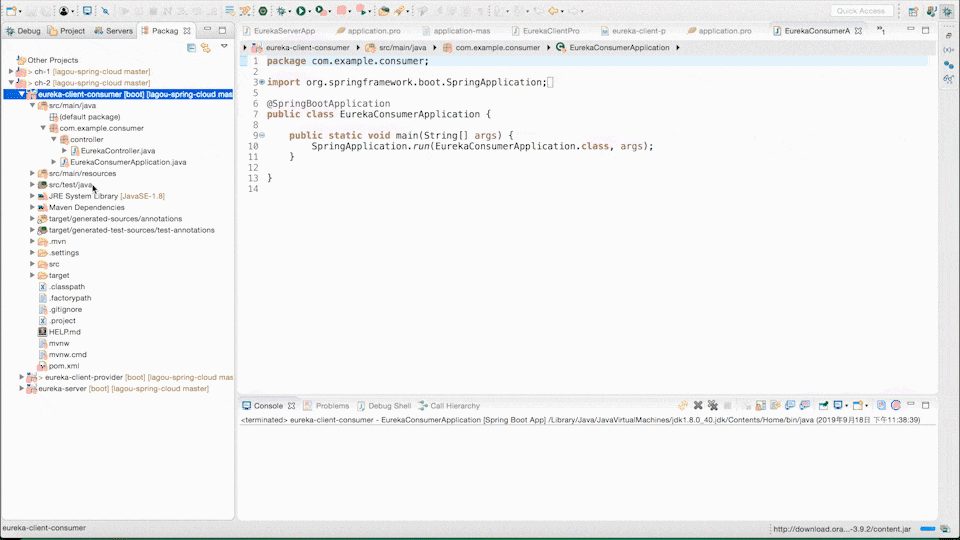 Quick Access
Debug
Project
Servers
Packag
EurekaServerApp
application.pro
application-mas
EurekaClientPro
eureka-client-p
application.pro
EurekaConsumerA
»1
eureka-client-consumer
src/main/java
com.example.consumer
EurekaConsumerApplication
Other Projects
> ch-1 [lagou-spring-cloud master]
> ch-2 [lagou-spring-cloud master]
eureka-client-consumer [boot] [lagou-spring-cloud mas
src/main/java
(default package)
com.example.consumer
controller
EurekaController.java
EurekaConsumerApplication.java
src/main/resources
src/test/java
JRE System Library [JavaSE-1.8]
Maven Dependencies
target/generated-sources/annotations
target/generated-test-sources/test-annotations
.mvn
.settings
src
target
.classpath
.factorypath
.gitignore
.project
HELP.md
mvnw
mvnw.cmd
pom.xml
> eureka-client-provider [boot] [lagou-spring-cloud mas
eureka-server [boot] [lagou-spring-cloud master]
1 package com.example.consumer;
2
3 import org.springframework.boot.SpringApplication;
5
6 @SpringBootApplication
7 public class EurekaConsumerApplication {
8
9 public static void main(String[] args) {
10 SpringApplication.run(EurekaConsumerApplication.class, args);
11 }
12
13 }
14
Console
Problems
Debug Shell
Call Hierarchy
<terminated> eureka-client-consumer - EurekaConsumerApplication [Spring Boot App] /Library/Java/JavaVirtualMachines/jdk1.8.0_40.jdk/Contents/Home/bin/java (2019年9月18日 下午11:38:39)
eureka-client-consumer
http://download.ora...-3.9.2/content.jar